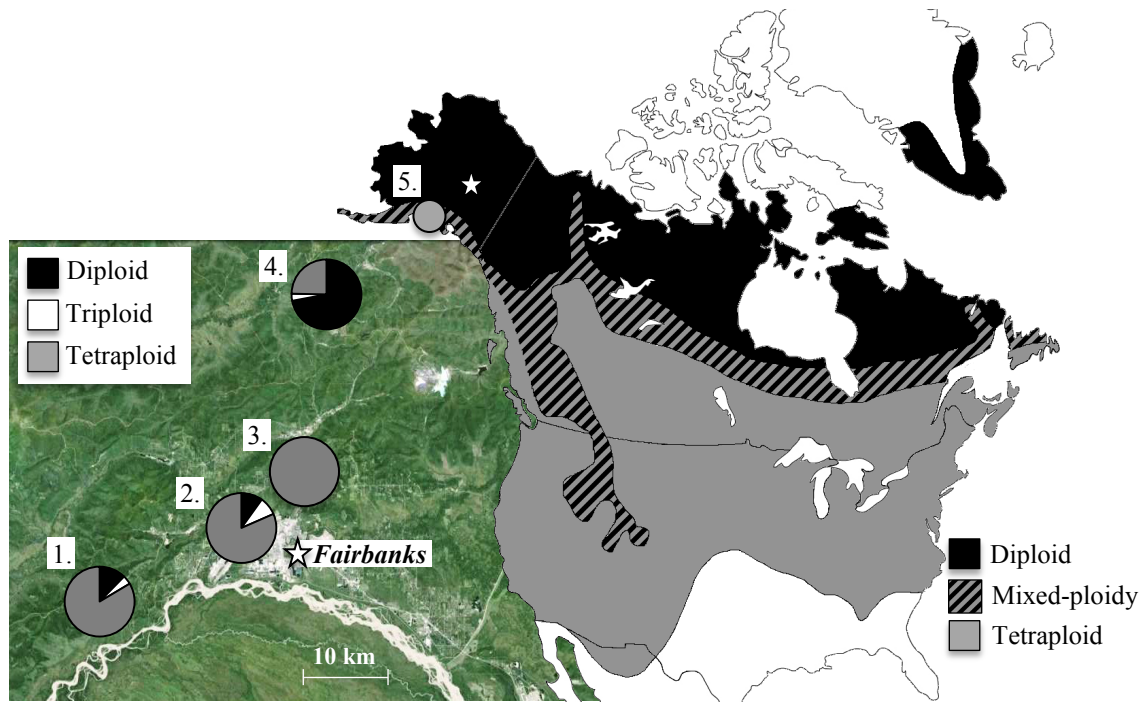 5.
Diploid
Triploid
Tetraploid
4.
3.
2.
Fairbanks
1.
10 km
Diploid
Mixed-ploidy
Tetraploid